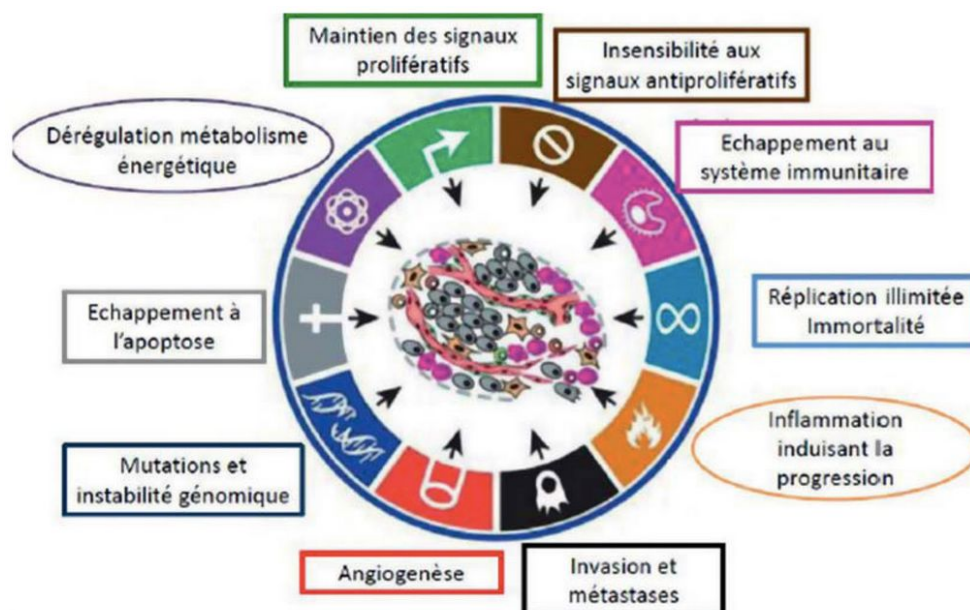 Maintien des signaux
prolifératifs
Insensibilité aux
signaux antiprolifératifs
Dérégulation métabolisme
énergétique
Echappement au
système immunitaire
Echappement à
l'apoptose
Réplication illimitée
Immortalité
Mutations et
instabilité génomique
Inflammation
induisant la
progression
Angiogenèse
Invasion et
métastases